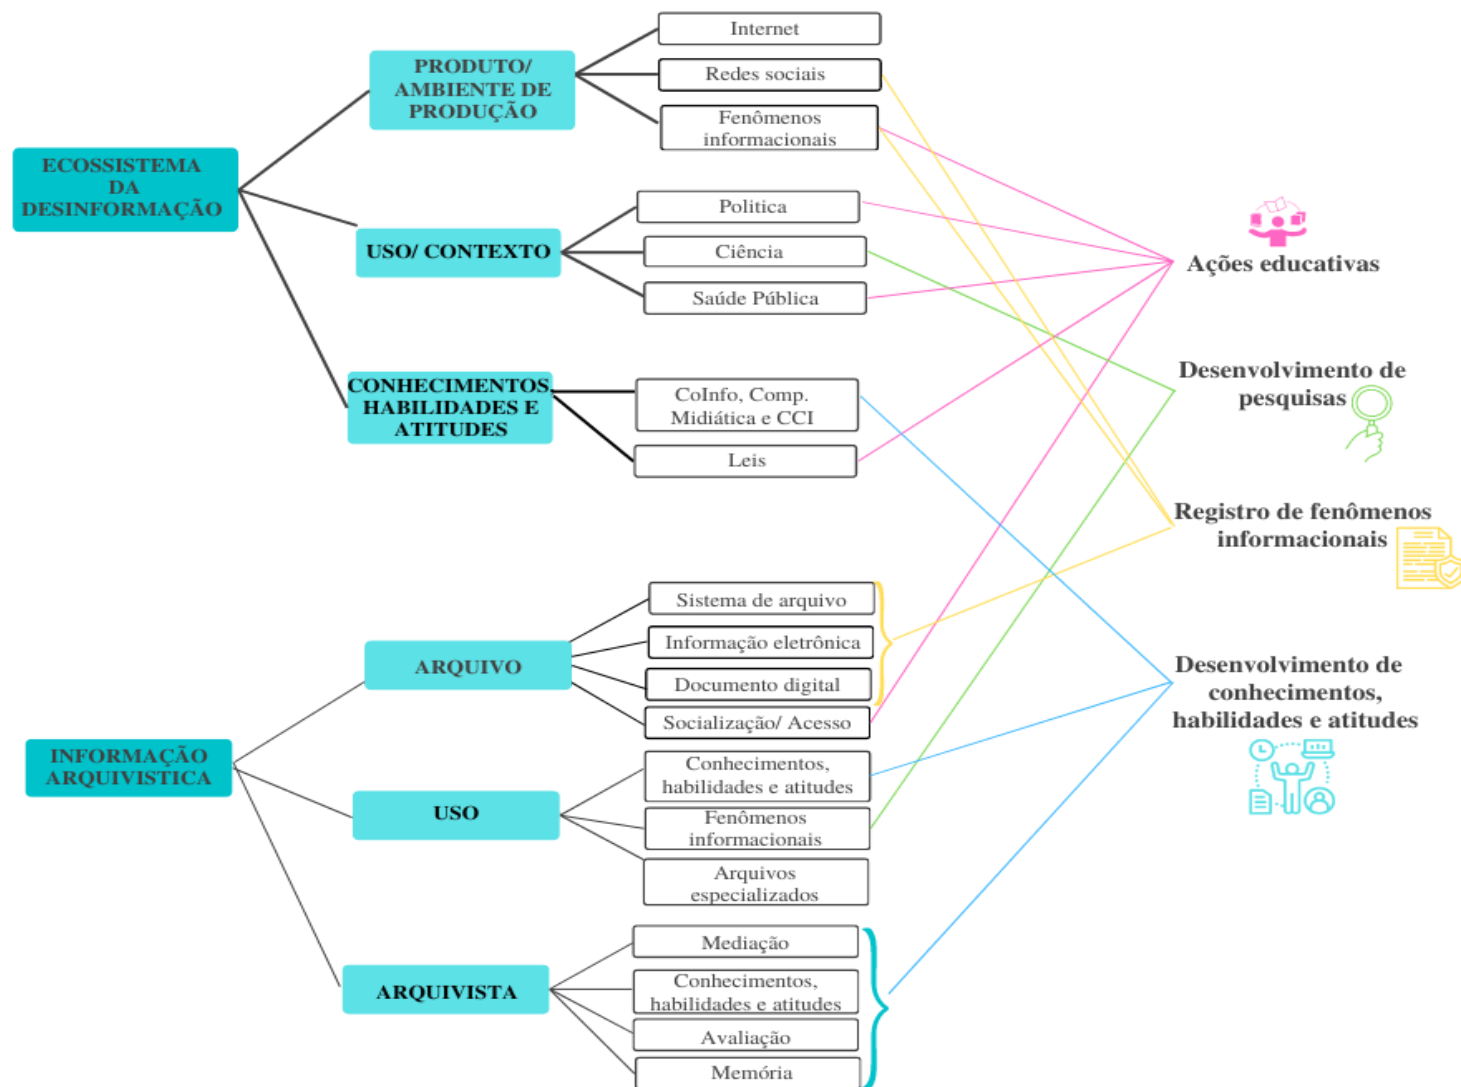 ECOSSISTEMA
DA
DESINFORMAÇÃO
PRODUTO/
AMBIENTE DE
PRODUÇÃO
Internet
Redes sociais
Fenômenos
informacionais
USO/ CONTEXTO
Politica
Ciência
Saúde Pública
CONHECIMENTOS,
HABILIDADES E
ATITUDES
CoInfo, Comp.
Midiática e CCI
Leis
INFORMAÇÃO
ARQUIVISTICA
ARQUIVO
Sistema de arquivo
Informação eletrônica
Documento digital
Socialização/ Acesso
USO
Conhecimentos,
habilidades e atitudes
Fenômenos
informacionais
Arquivos
especializados
ARQUIVISTA
Mediação
Conhecimentos,
habilidades e atitudes
Avaliação
Memória
Ações educativas
Desenvolvimento de
pesquisas
Registro de fenômenos
informacionais
Desenvolvimento de
conhecimentos,
habilidades e atitudes